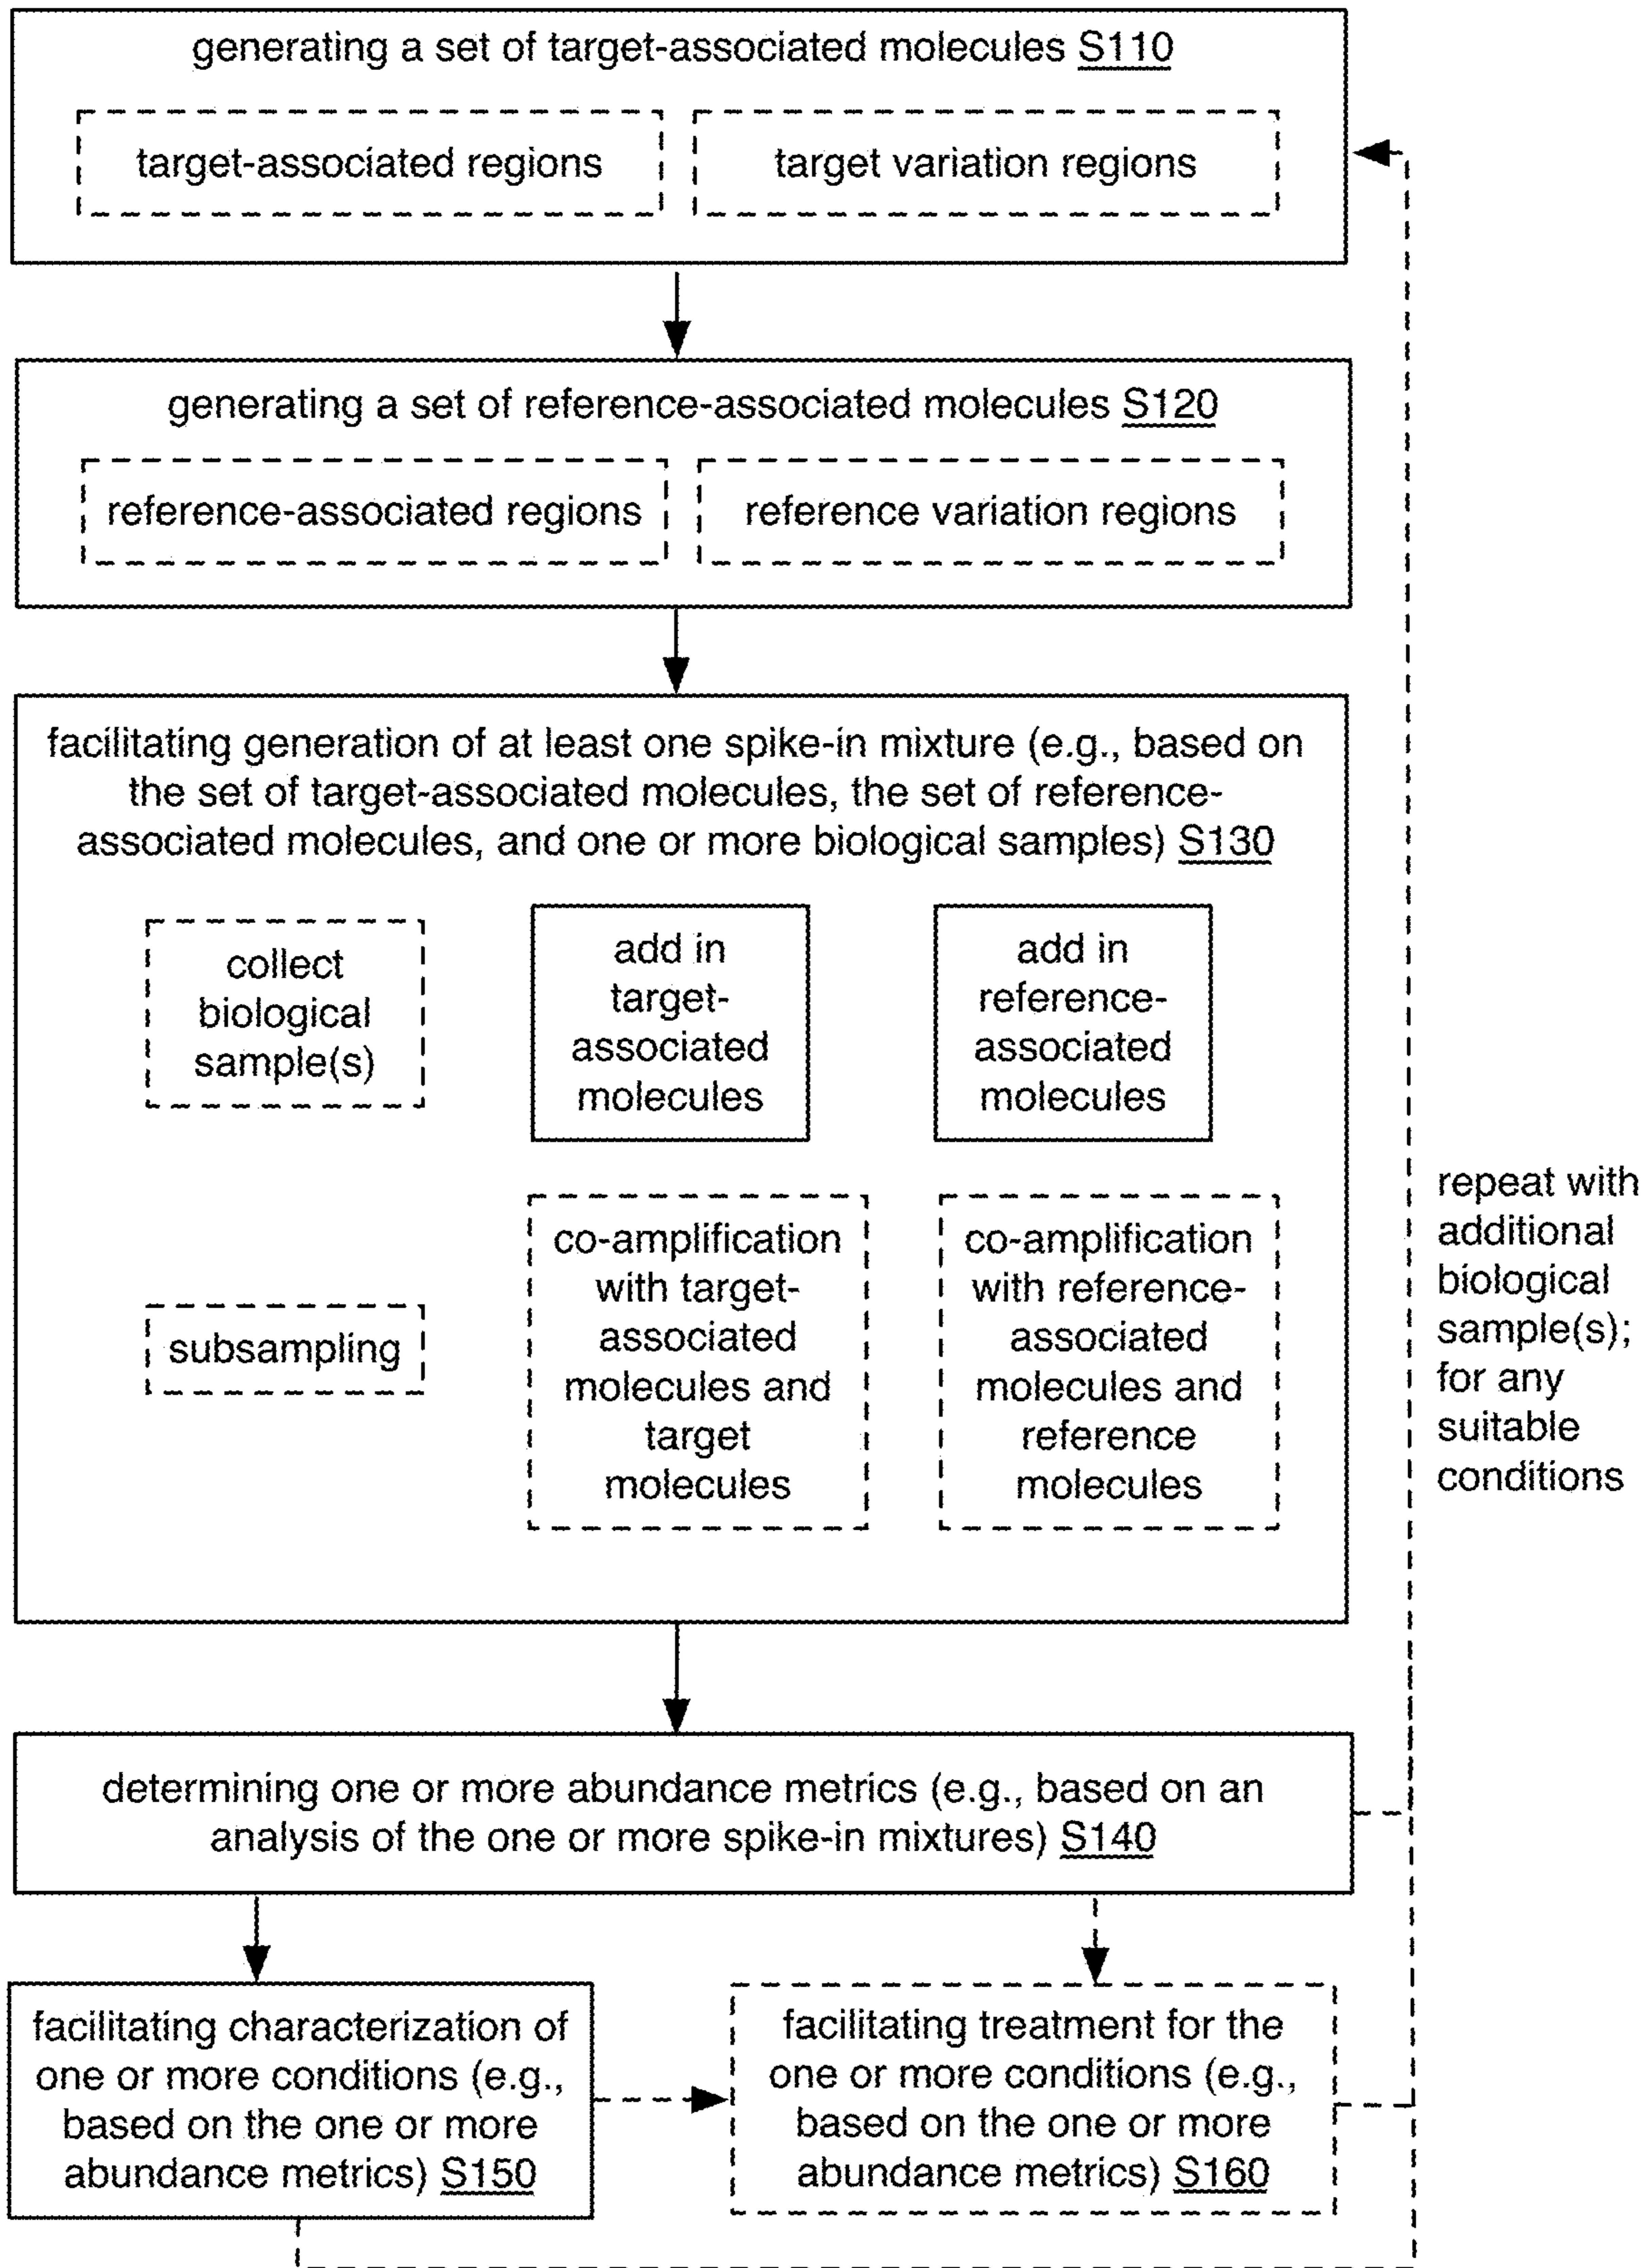 generating a set of target-associated molecules S110
target-associated regions
target variation regions
generating a set of reference-associated molecules S120
reference-associated regions
reference variation regions
facilitating generation of at least one spike-in mixture (e.g., based on
the set of target-associated molecules, the set of reference-
associated molecules, and one or more biological samples) S130
collect
biological
sample(s)
add in
target-
associated
molecules
add in
reference-
associated
molecules
subsampling
co-amplification
with target-
associated
molecules and
target
molecules
co-amplification
with reference-
associated
molecules and
reference
molecules
repeat with
additional
biological
sample(s);
for any
suitable
conditions
determining one or more abundance metrics (e.g., based on an
analysis of the one or more spike-in mixtures) S140
facilitating characterization of
one or more conditions (e.g.,
based on the one or more
abundance metrics) S150
facilitating treatment for the
one or more conditions (e.g.,
based on the one or more
abundance metrics) S160